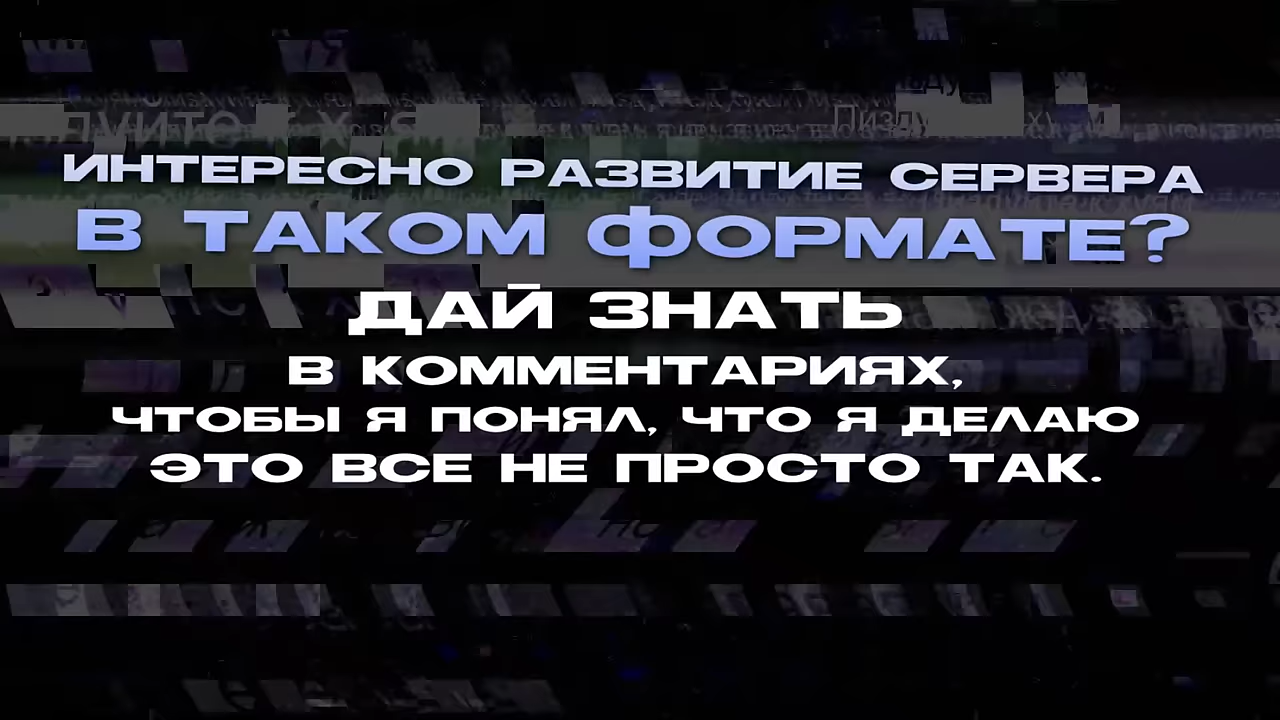 ИНТЕРЕСНО РАЗВИТИЕ СЕРВЕРА
В ТАКОМ ФОРМАТЕ?
ДАЙ ЗНАТЬ
В КОММЕНТАРИЯХ,
ЧТОБЫ Я ПОНЯЛ, ЧТО Я ДЕЛАЮ
ЭТО ВСЕ НЕ ПРОСТО ТАК.